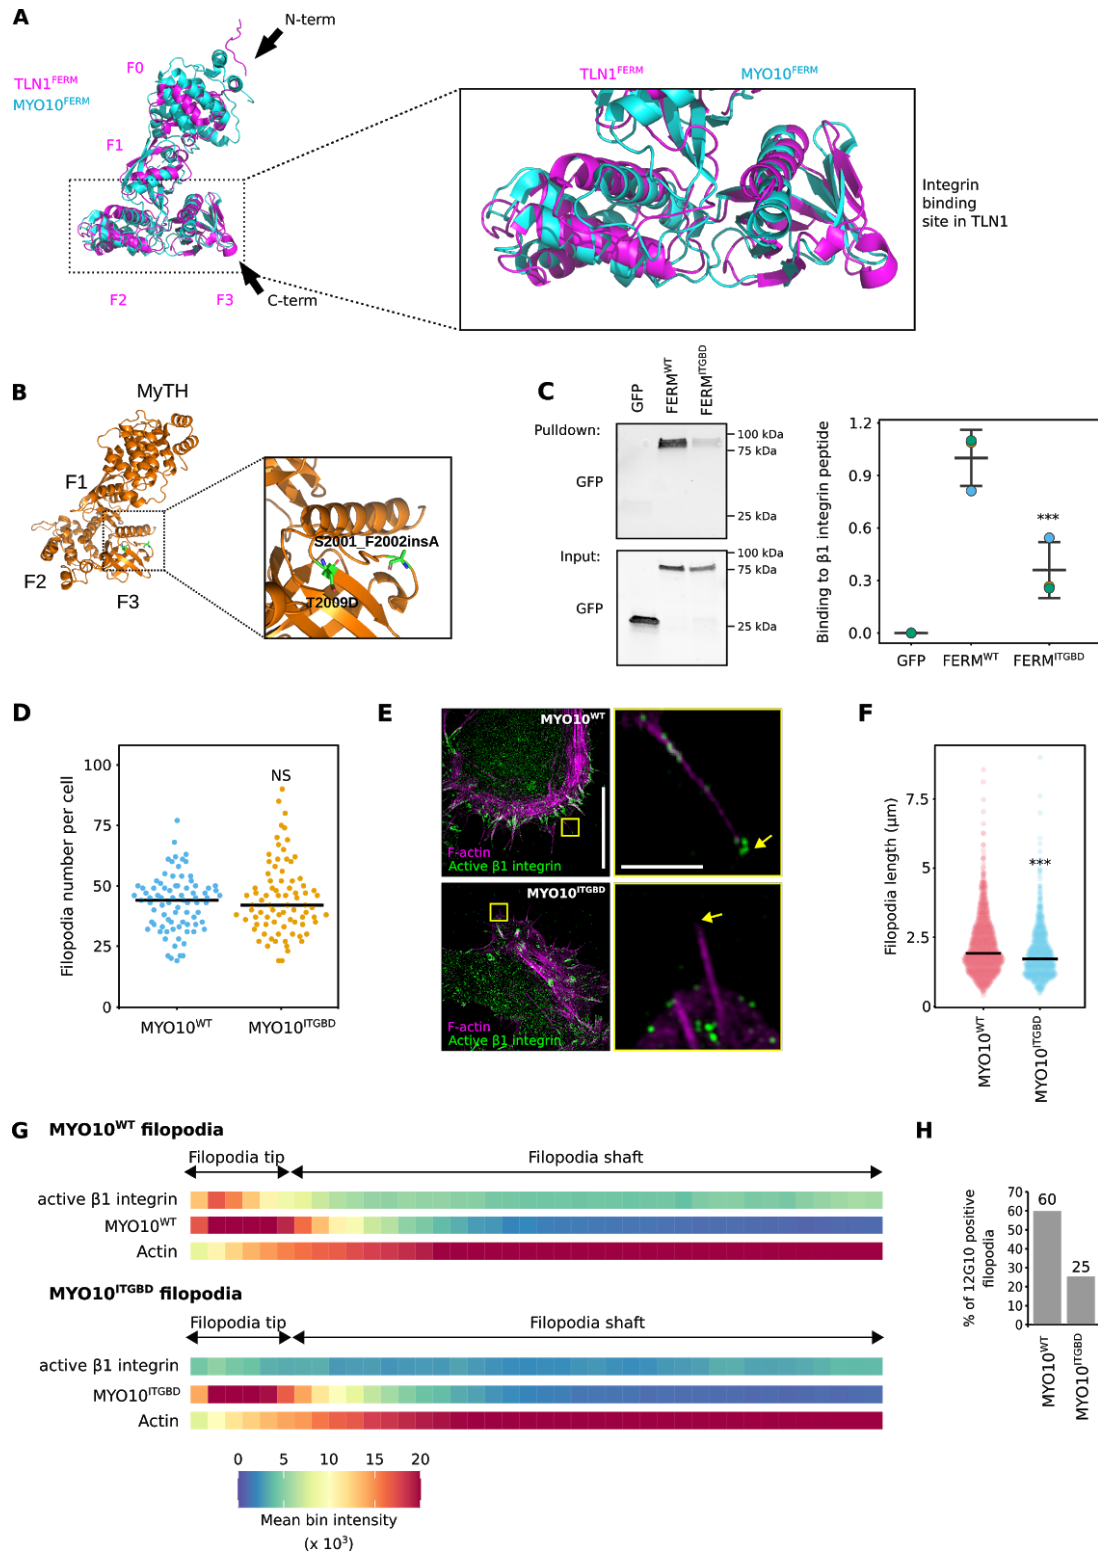 A
N-term
F0
TLN1FERM
MYO10FERM
F1
F2
F3
C-term
TLN1FERM
MYO10FERM
Integrin
binding
site in TLN1
B
MyTH
F1
F2
F3
S2001_F2002insA
T2009D
C
GFP
FERMWT
FERMITGBD
Pulldown:
GFP
100 kDa
75 kDa
25 kDa
Input:
GFP
100 kDa
75 kDa
25 kDa
Binding to β1 integrin peptide
1.2
0.9
0.6
0.3
0.0
***
GFP
FERMWT
FERMITGBD
D
Filopodia number per cell
100
75
50
25
0
NS
MYO10WT
MYO10ITGBD
E
MYO10WT
F-actin
Active β1 integrin
MYO10ITGBD
F-actin
Active β1 integrin
F
Filopodia length (μm)
7.5
5
2.5
0
***
MYO10WT
MYO10ITGBD
G
MYO10WT filopodia
Filopodia tip
Filopodia shaft
active β1 integrin
MYO10WT
Actin
MYO10ITGBD filopodia
Filopodia tip
Filopodia shaft
active β1 integrin
MYO10ITGBD
Actin
0 5 10 15 20
Mean bin intensity
(x 10³)
H
% of 12G10 positive
filopodia
70
60
50
40
30
20
10
0
60
25
MYO10WT
MYO10ITGBD